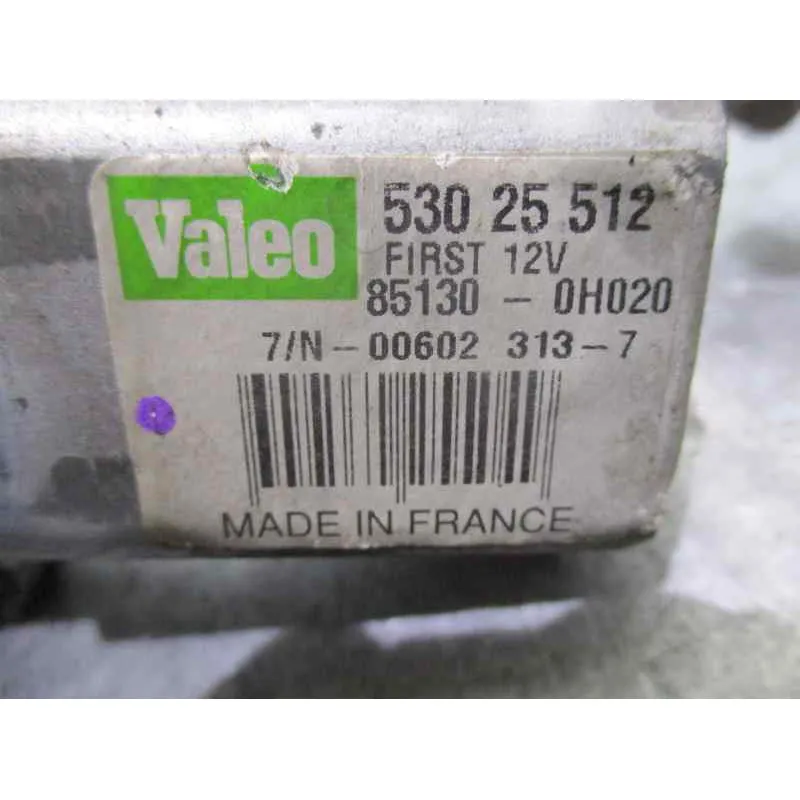 Valeo
530 25 512
FIRST 12V
85130 - 0H020
7/N-00602 313-7
MADE IN FRANCE